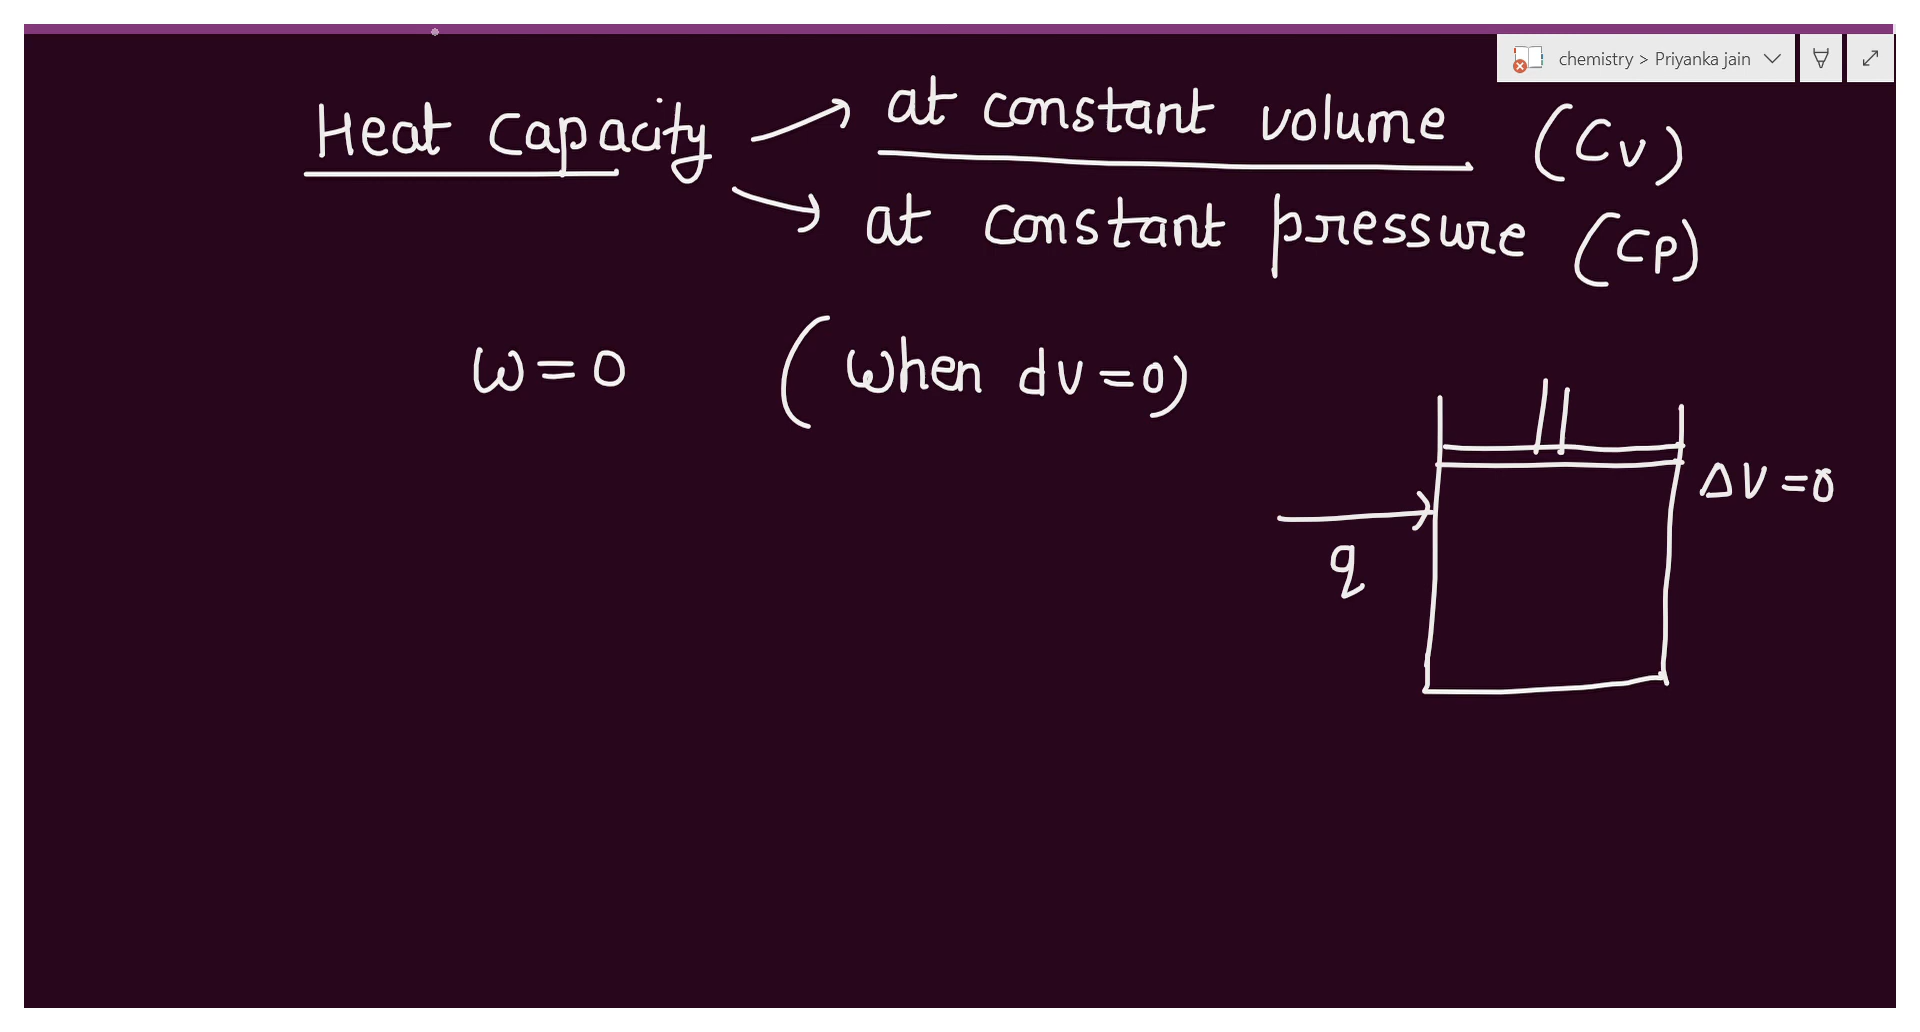 chemistry > Priyanka jain
Heat capacity → at constant volume (Cv)
→ at constant pressure (CP)
w = 0 (when dv = 0)
ΔV = 0
q